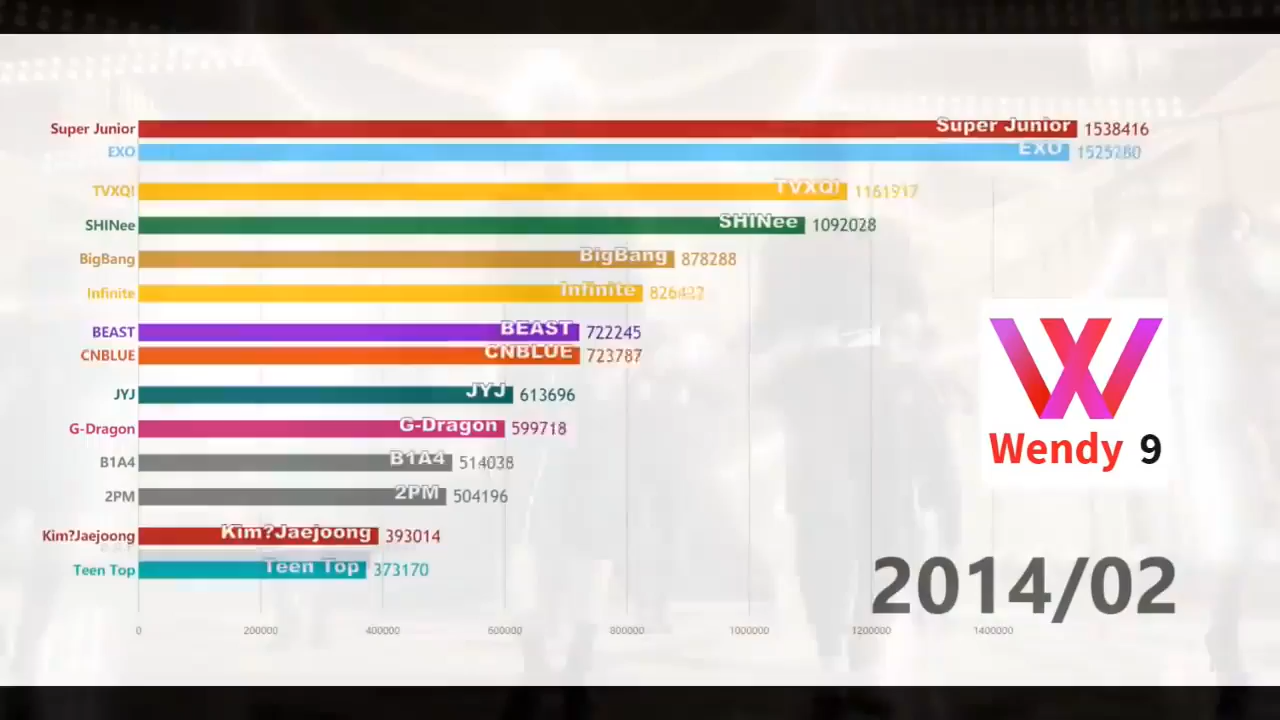 Super Junior Super Junior 1538416
EXO EXO
TVXQ! TVXQ! 1161917
SHINee SHINee 1092028
BigBang BigBang 878288
Infinite Infinite
BEAST BEAST 722245
CNBLUE CNBLUE 723787
JYJ JYJ 613696
G-Dragon G-Dragon 599718
B1A4 B1A4 514038
2PM 2PM 504196
Kim?Jaejoong Kim?Jaejoong 393014
Teen Top Teen Top 373170
0 200000 400000 600000 800000 1000000 1200000 1400000
Wendy 9
2014/02